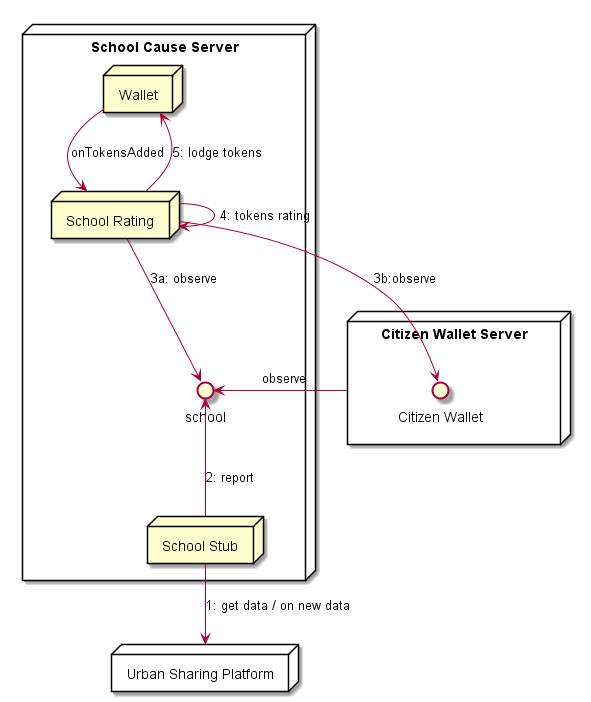 School Cause Server
Wallet
onTokensAdded
5: lodge tokens
School Rating
4: tokens rating
3a: observe
3b:observe
Citizen Wallet Server
observe
school
Citizen Wallet
2: report
School Stub
1: get data / on new data
Urban Sharing Platform